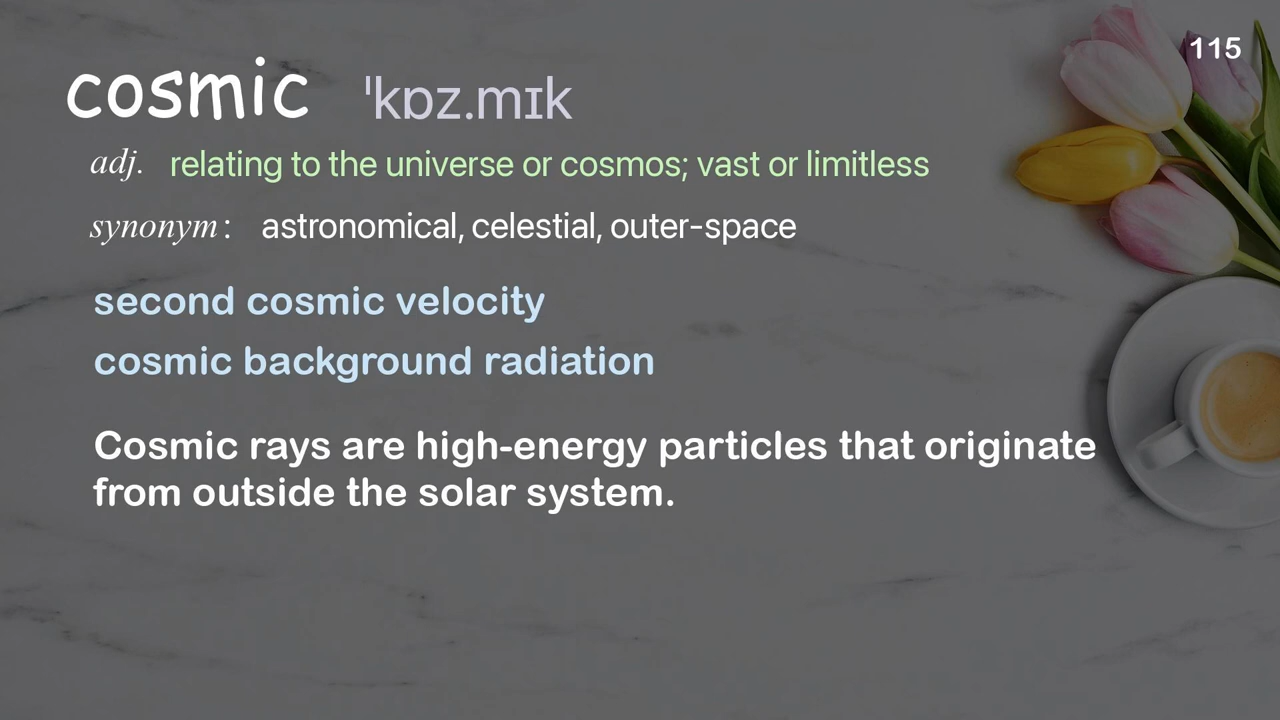 115
cosmic ˈkɒz.mɪk
adj. relating to the universe or cosmos; vast or limitless
synonym: astronomical, celestial, outer-space
second cosmic velocity
cosmic background radiation
Cosmic rays are high-energy particles that originate
from outside the solar system.